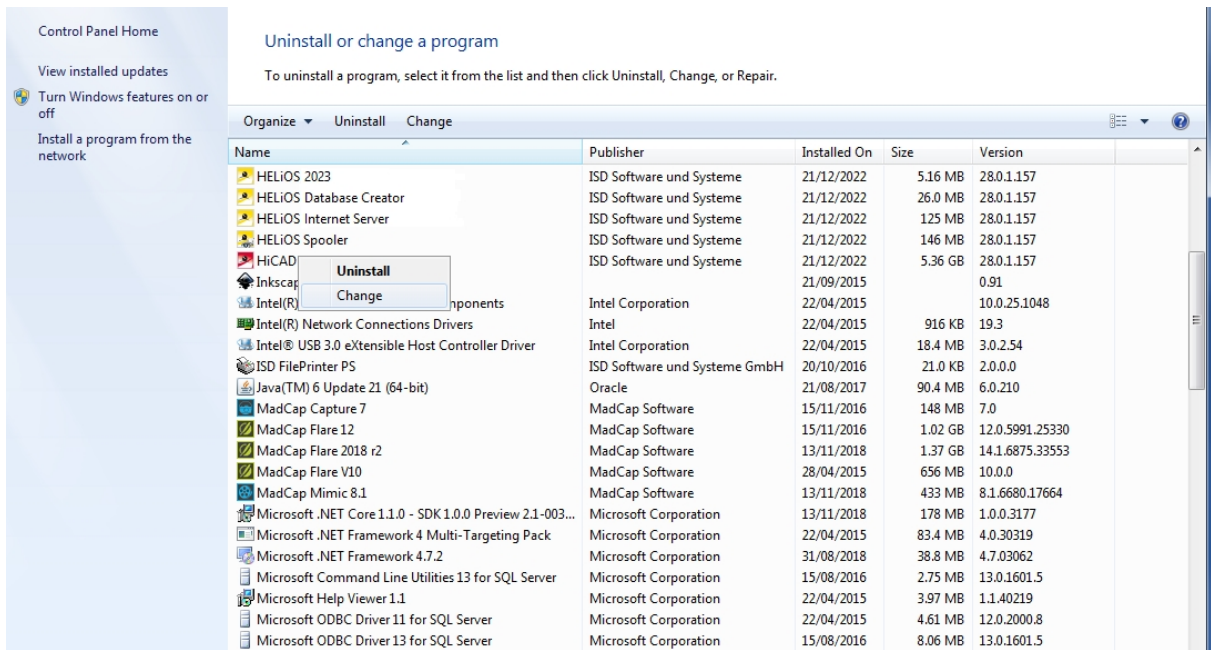 Control Panel Home
View installed updates
Turn Windows features on or
off
Install a program from the
network
Uninstall or change a program
To uninstall a program, select it from the list and then click Uninstall, Change, or Repair.
Organize Uninstall Change
Name Publisher Installed On Size Version
HELiOS 2023 ISD Software und Systeme 21/12/2022 5.16 MB 28.0.1.157
HELiOS Database Creator ISD Software und Systeme 21/12/2022 26.0 MB 28.0.1.157
HELiOS Internet Server ISD Software und Systeme 21/12/2022 125 MB 28.0.1.157
HELiOS Spooler ISD Software und Systeme 21/12/2022 146 MB 28.0.1.157
HiCAD ISD Software und Systeme 21/12/2022 5.36 GB 28.0.1.157
Uninstall
Change
Inkscap 21/09/2015 0.91
Intel(R) mponents Intel Corporation 22/04/2015 10.0.25.1048
Intel(R) Network Connections Drivers Intel 22/04/2015 916 KB 19.3
Intel® USB 3.0 eXtensible Host Controller Driver Intel Corporation 22/04/2015 18.4 MB 3.0.2.54
ISD FilePrinter PS ISD Software und Systeme GmbH 20/10/2016 21.0 KB 2.0.0.0
Java(TM) 6 Update 21 (64-bit) Oracle 21/08/2017 90.4 MB 6.0.210
MadCap Capture 7 MadCap Software 15/11/2016 148 MB 7.0
MadCap Flare 12 MadCap Software 15/11/2016 1.02 GB 12.0.5991.25330
MadCap Flare 2018 r2 MadCap Software 13/11/2018 1.37 GB 14.1.6875.33553
MadCap Flare V10 MadCap Software 28/04/2015 656 MB 10.0.0
MadCap Mimic 8.1 MadCap Software 13/11/2018 433 MB 8.1.6680.17664
Microsoft .NET Core 1.1.0 - SDK 1.0.0 Preview 2.1-003... Microsoft Corporation 13/11/2018 178 MB 1.0.0.3177
Microsoft .NET Framework 4 Multi-Targeting Pack Microsoft Corporation 22/04/2015 83.4 MB 4.0.30319
Microsoft .NET Framework 4.7.2 Microsoft Corporation 31/08/2018 38.8 MB 4.7.03062
Microsoft Command Line Utilities 13 for SQL Server Microsoft Corporation 15/08/2016 2.75 MB 13.0.1601.5
Microsoft Help Viewer 1.1 Microsoft Corporation 22/04/2015 3.97 MB 1.1.40219
Microsoft ODBC Driver 11 for SQL Server Microsoft Corporation 22/04/2015 4.61 MB 12.0.2000.8
Microsoft ODBC Driver 13 for SQL Server Microsoft Corporation 15/08/2016 8.06 MB 13.0.1601.5